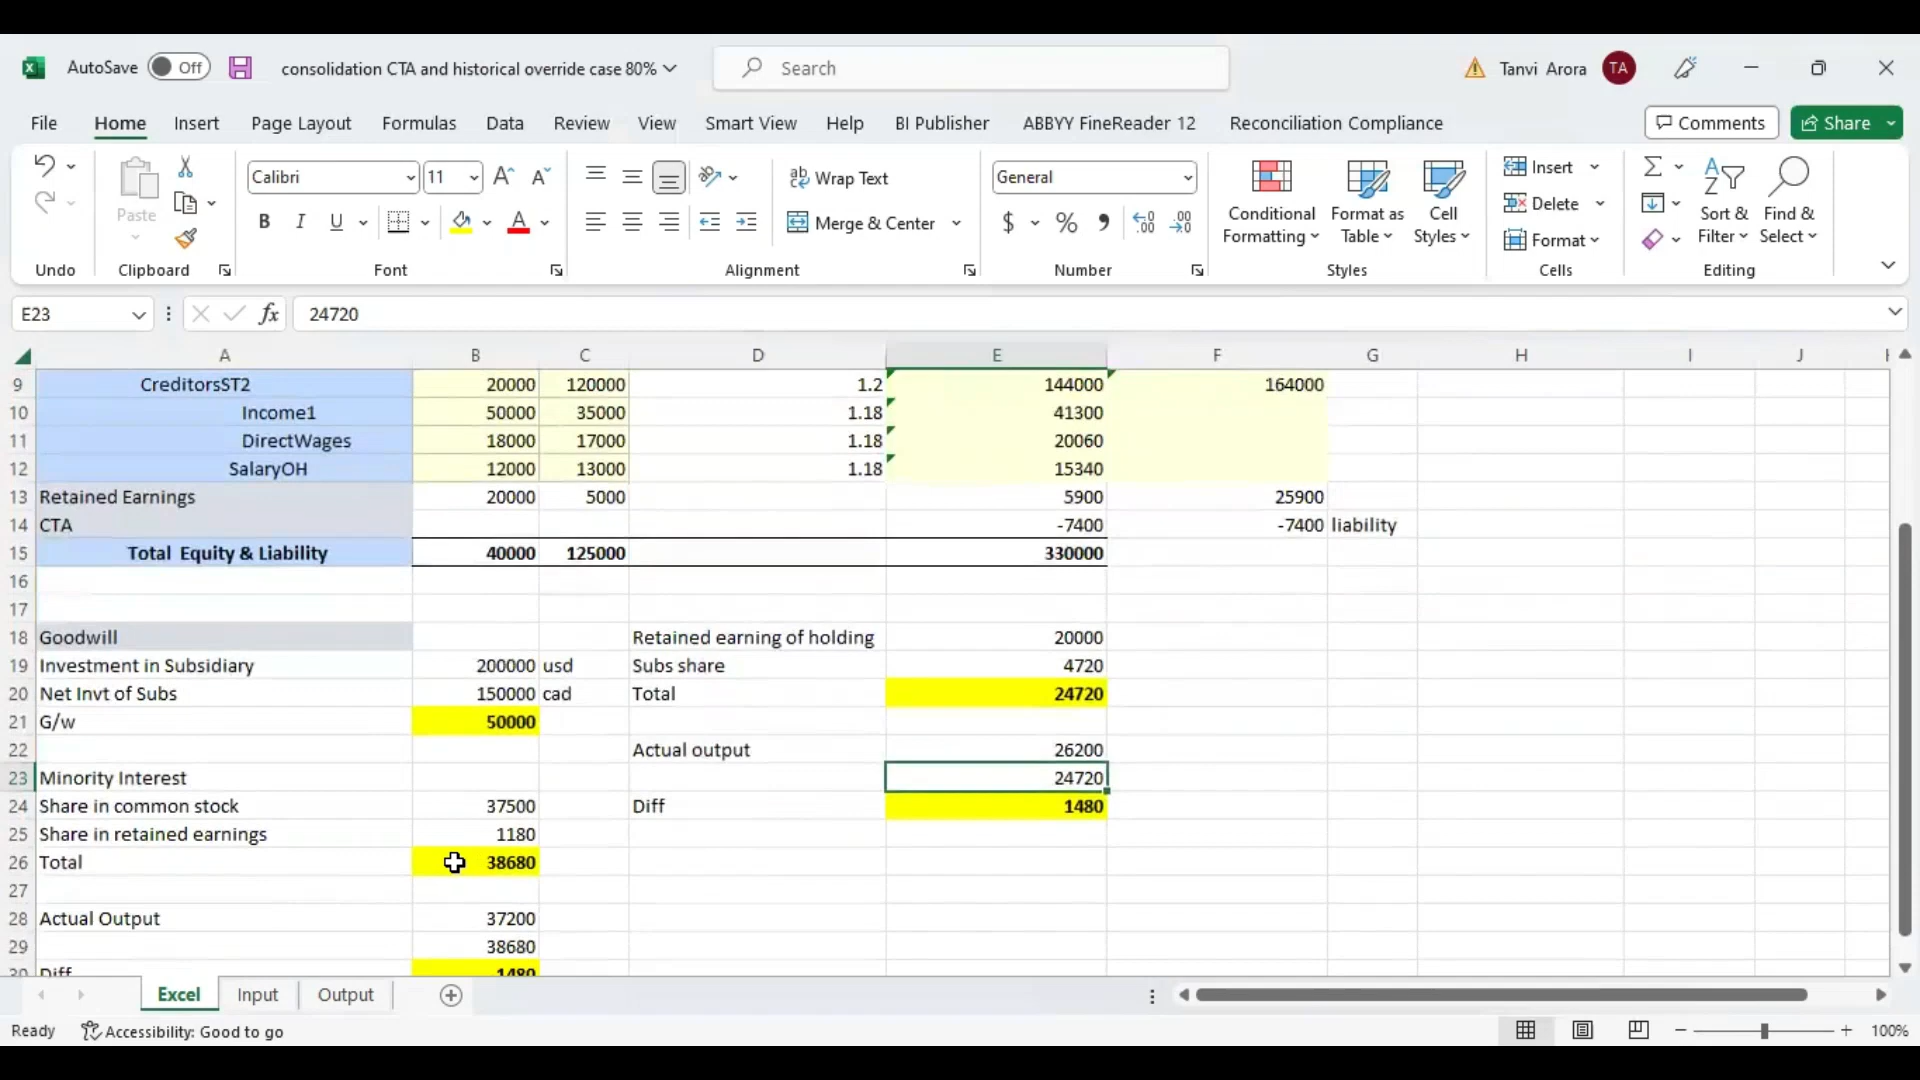 AutoSave Off consolidation CTA and historical override case 80% Search Tanvi Arora TA
File Home Insert Page Layout Formulas Data Review View Smart View Help BI Publisher ABBYY FineReader 12 Reconciliation Compliance Comments Share
Paste Calibri 11 Wrap Text General Conditional Formatting Format as Table Cell Styles Insert Delete Format Sort & Filter Find & Select
B I U Merge & Center $ %
Undo Clipboard Font Alignment Number Styles Cells Editing
E23 fx 24720
A B C D E F G H I J
9 CreditorsST2 20000 120000 1.2 144000 164000
10 Income1 50000 35000 1.18 41300
11 DirectWages 18000 17000 1.18 20060
12 SalaryOH 12000 13000 1.18 15340
13 Retained Earnings 20000 5000 5900 25900
14 CTA -7400 -7400 liability
15 Total Equity & Liability 40000 125000 330000
16
17
18 Goodwill Retained earning of holding 20000
19 Investment in Subsidiary 200000 usd Subs share 4720
20 Net Invt of Subs 150000 cad Total 24720
21 G/w 50000
22 Actual output 26200
23 Minority Interest 24720
24 Share in common stock 37500 Diff 1480
25 Share in retained earnings 1180
26 Total 38680
27
28 Actual Output 37200
29 38680
30 Diff 1480
Excel Input Output
Ready Accessibility: Good to go 100%